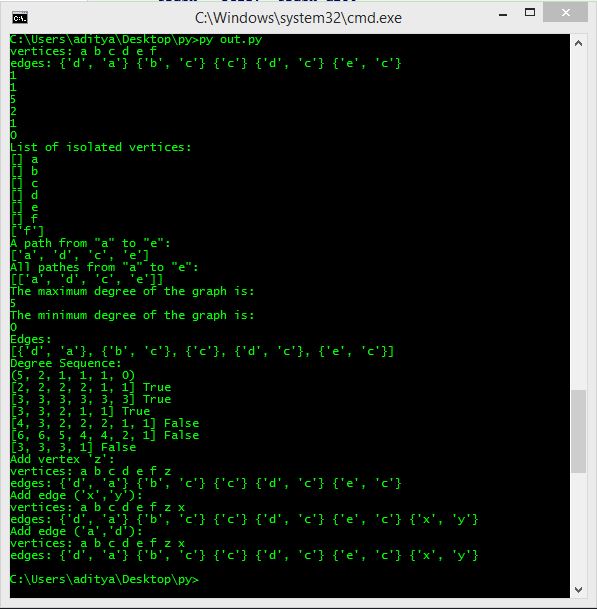 C:\Windows\system32\cmd.exe
C:\Users\aditya\Desktop\py>py out.py
vertices: a b c d e f
edges: {'d', 'a'} {'b', 'c'} {'c'} {'d', 'c'} {'e', 'c'}
1
1
5
2
1
0
List of isolated vertices:
[] a
[] b
[] c
[] d
[] e
[] f
['f']
A path from "a" to "e":
['a', 'd', 'c', 'e']
All pathes from "a" to "e":
[['a', 'd', 'c', 'e']]
The maximum degree of the graph is:
5
The minimum degree of the graph is:
0
Edges:
[{'d', 'a'}, {'b', 'c'}, {'c'}, {'d', 'c'}, {'e', 'c'}]
Degree Sequence:
(5, 2, 1, 1, 1, 0)
[2, 2, 2, 2, 1, 1] True
[3, 3, 3, 3, 3, 3] True
[3, 3, 2, 1, 1] True
[4, 3, 2, 2, 2, 1, 1] False
[6, 6, 5, 4, 4, 2, 1] False
[3, 3, 3, 1] False
Add vertex 'z':
vertices: a b c d e f z
edges: {'d', 'a'} {'b', 'c'} {'c'} {'d', 'c'} {'e', 'c'}
Add edge ('x','y'):
vertices: a b c d e f z x
edges: {'d', 'a'} {'b', 'c'} {'c'} {'d', 'c'} {'e', 'c'} {'x', 'y'}
Add edge ('a','d'):
vertices: a b c d e f z x
edges: {'d', 'a'} {'b', 'c'} {'c'} {'d', 'c'} {'e', 'c'} {'x', 'y'}
C:\Users\aditya\Desktop\py>